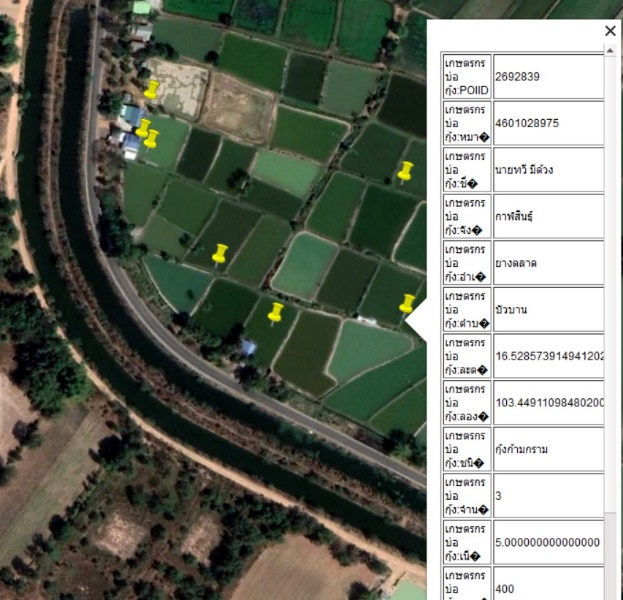 เกษตรกร
บ่อ
กุ้ง:POIID
2692839
เกษตรกร
บ่อ
กุ้ง:หมา�
4601028975
เกษตรกร
บ่อ
กุ้ง:ชื่�
นายทวี มีด้วง
เกษตรกร
บ่อ
กุ้ง:จัง�
กาฬสินธุ์
เกษตรกร
บ่อ
กุ้ง:อำเ�
ยางตลาด
เกษตรกร
บ่อ
กุ้ง:ตำบ�
บัวบาน
เกษตรกร
บ่อ
กุ้ง:ละต�
16.528573914941202
เกษตรกร
บ่อ
กุ้ง:ลอง�
103.44911098480200
เกษตรกร
บ่อ
กุ้ง:ชนิ�
กุ้งก้ามกราม
เกษตรกร
บ่อ
กุ้ง:จำน�
3
เกษตรกร
บ่อ
กุ้ง:เนื�
5.000000000000000
เกษตรกร
บ่อ
400